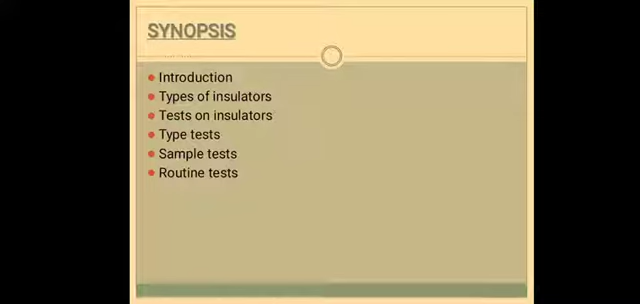 SYNOPSIS
Introduction
Types of insulators
Tests on insulators
Type tests
Sample tests
Routine tests